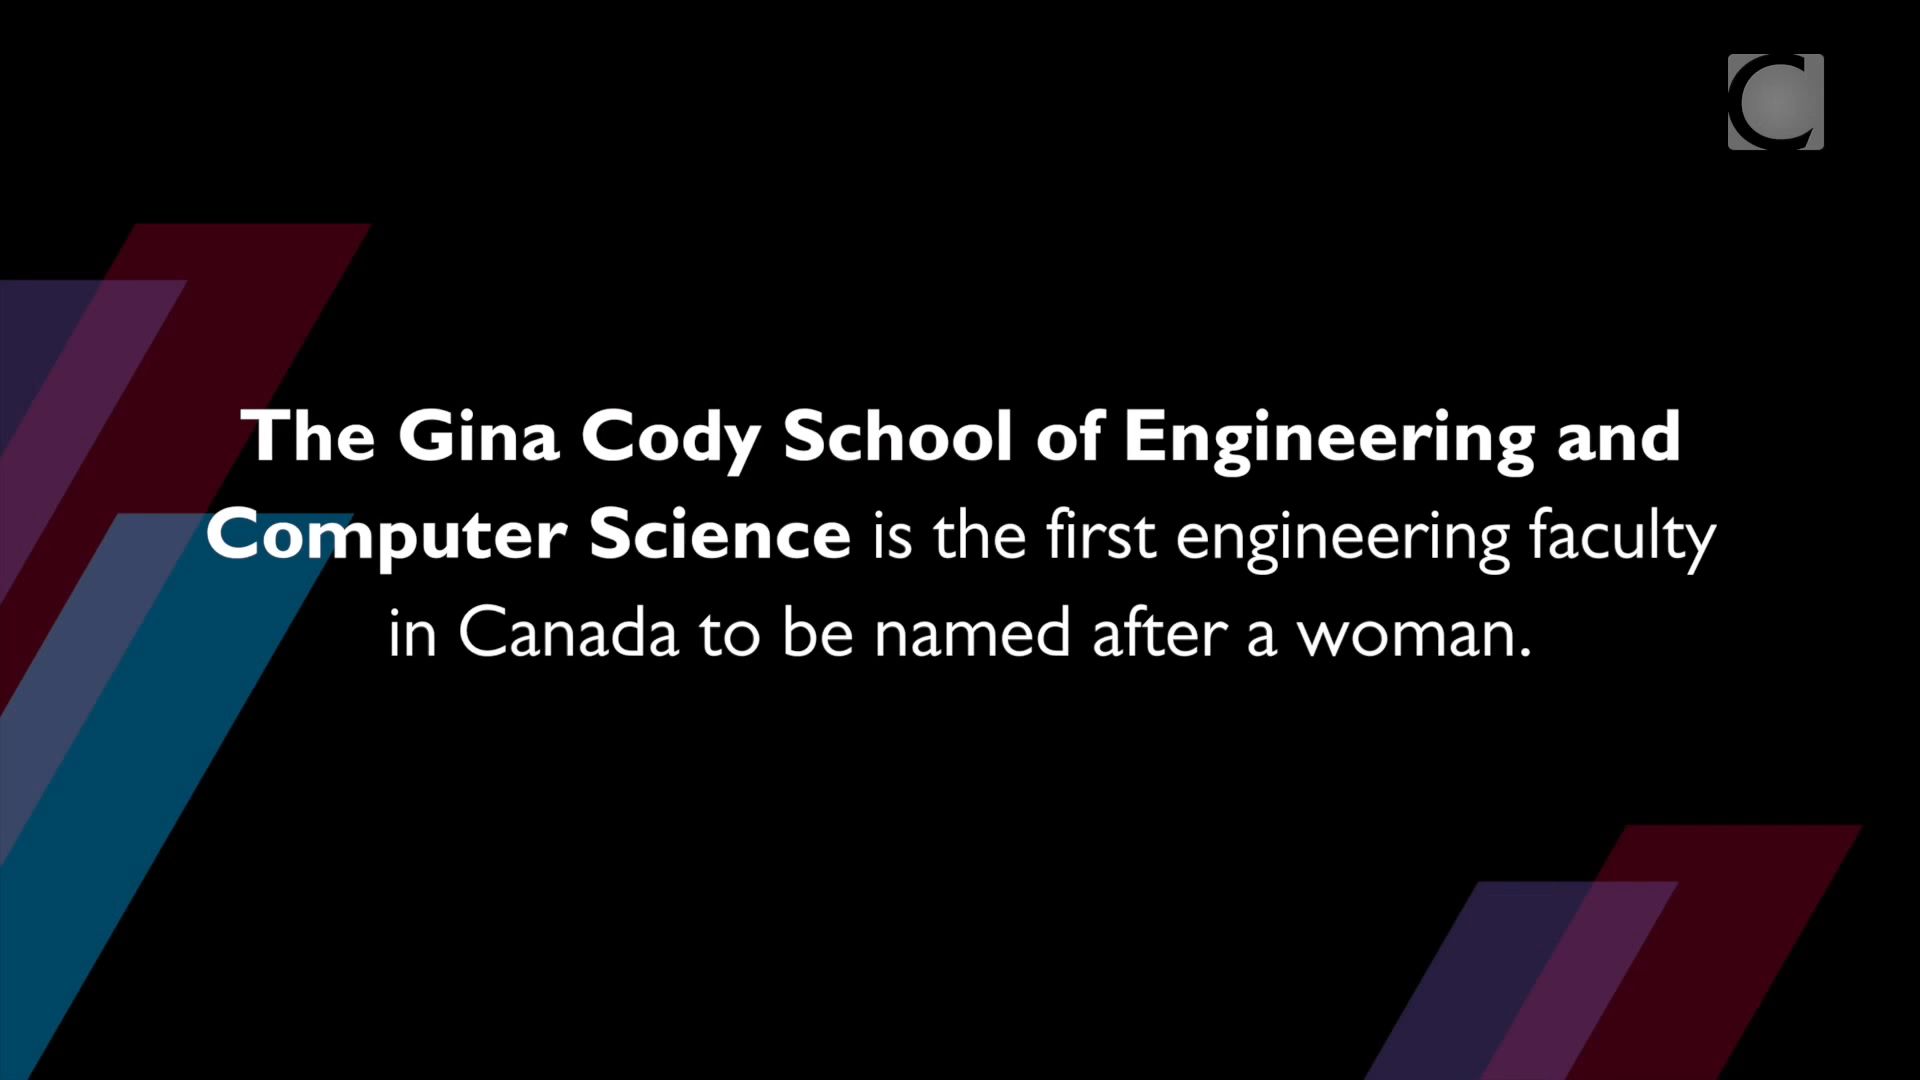 C
The Gina Cody School of Engineering and
Computer Science is the first engineering faculty
in Canada to be named after a woman.